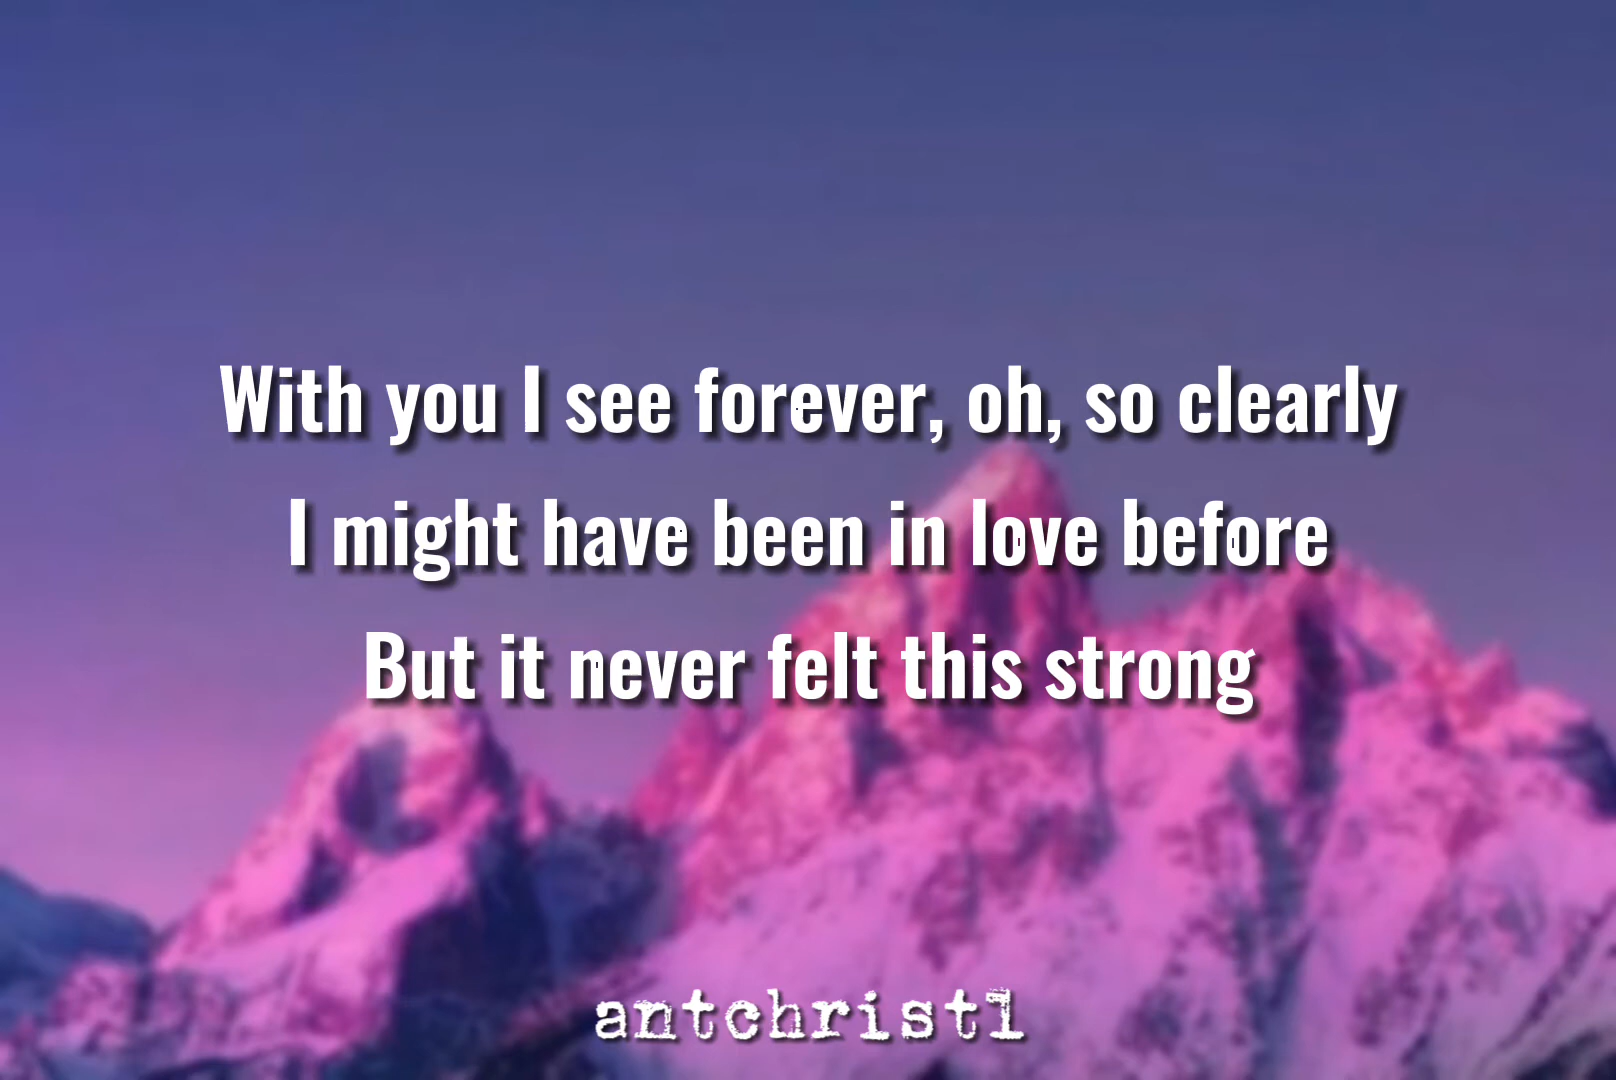 With you I see forever, oh, so clearly
I might have been in love before
But it never felt this strong
antchrist1